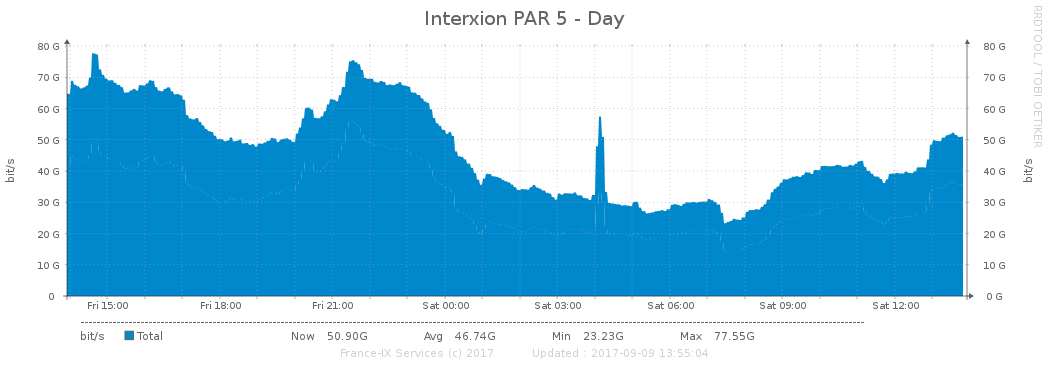 Interxion PAR 5 - Day
RRDTOOL / TOBI OETIKER
80 G 80 G
70 G 70 G
60 G 60 G
50 G 50 G
40 G 40 G
30 G 30 G
20 G 20 G
10 G 10 G
0 0 G
bit/s
bit/s
Fri 15:00 Fri 18:00 Fri 21:00 Sat 00:00 Sat 03:00 Sat 06:00 Sat 09:00 Sat 12:00
bit/s Total Now 50.90G Avg 46.74G Min 23.23G Max 77.55G
France-IX Services (c) 2017 Updated : 2017-09-09 13:55:04